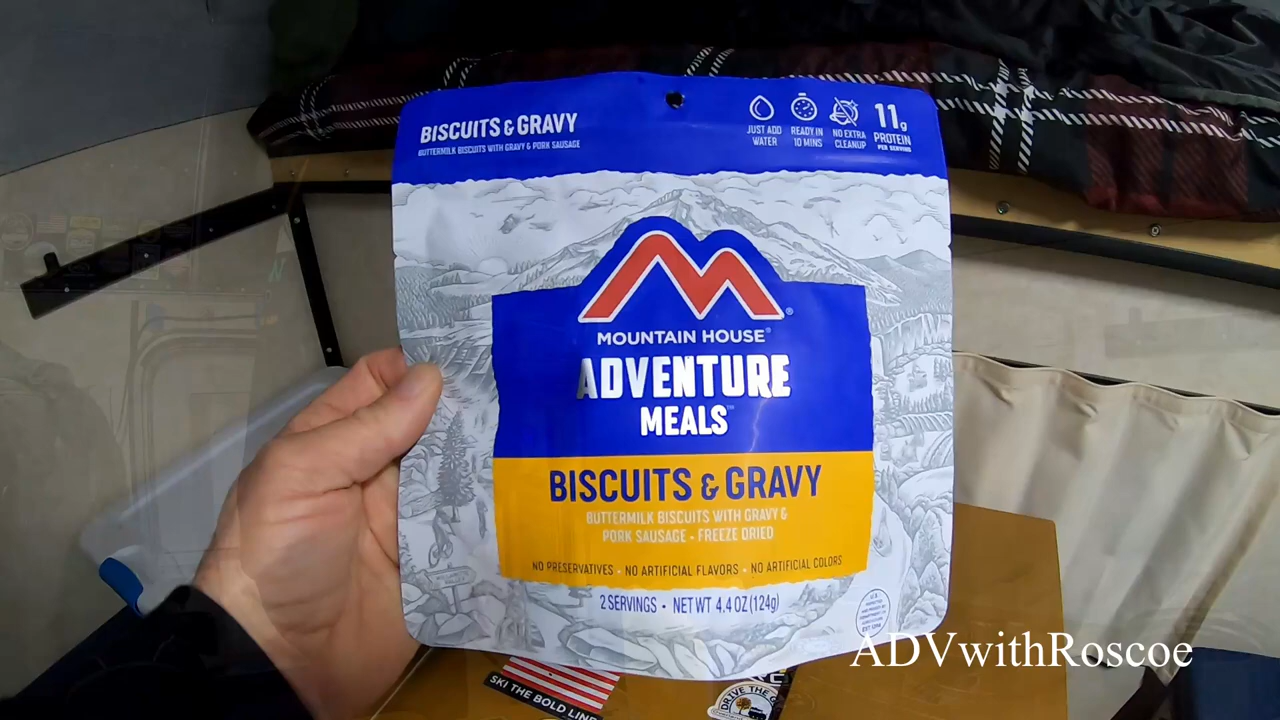 BISCUITS & GRAVY
BUTTERMILK BISCUITS WITH GRAVY & PORK SAUSAGE
JUST ADD
WATER
READY IN
10 MINS
NO EXTRA
CLEANUP
11g
PROTEIN
PER SERVING
MOUNTAIN HOUSE®
ADVENTURE
MEALS™
BISCUITS & GRAVY
BUTTERMILK BISCUITS WITH GRAVY &
PORK SAUSAGE • FREEZE DRIED
NO PRESERVATIVES • NO ARTIFICIAL FLAVORS • NO ARTIFICIAL COLORS
2 SERVINGS • NET WT 4.4 OZ (124g)
ADVwithRoscoe
SKI THE BOLD LINE
DRIVE THE